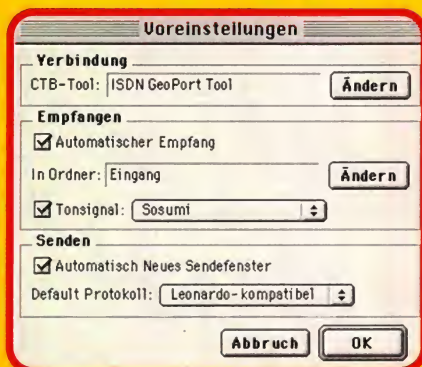 Voreinstellungen
Verbindung
CTB-Tool: ISDN GeoPort Tool Ändern
Empfangen
Automatischer Empfang
In Ordner: Eingang Ändern
Tonsignal: Sosumi
Senden
Automatisch Neues Sendefenster
Default Protokoll: Leonardo-kompatibel
Abbruch OK